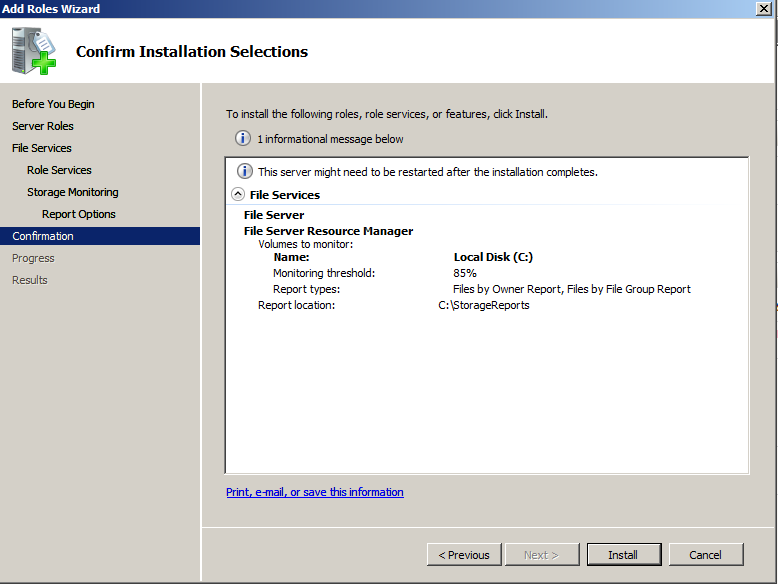 Add Roles Wizard
Confirm Installation Selections
Before You Begin
Server Roles
File Services
Role Services
Storage Monitoring
Report Options
Confirmation
Progress
Results
To install the following roles, role services, or features, click Install.
1 informational message below
This server might need to be restarted after the installation completes.
File Services
File Server
File Server Resource Manager
Volumes to monitor:
Name: Local Disk (C:)
Monitoring threshold: 85%
Report types: Files by Owner Report, Files by File Group Report
Report location: C:\StorageReports
Print, e-mail, or save this information
< Previous Next > Install Cancel